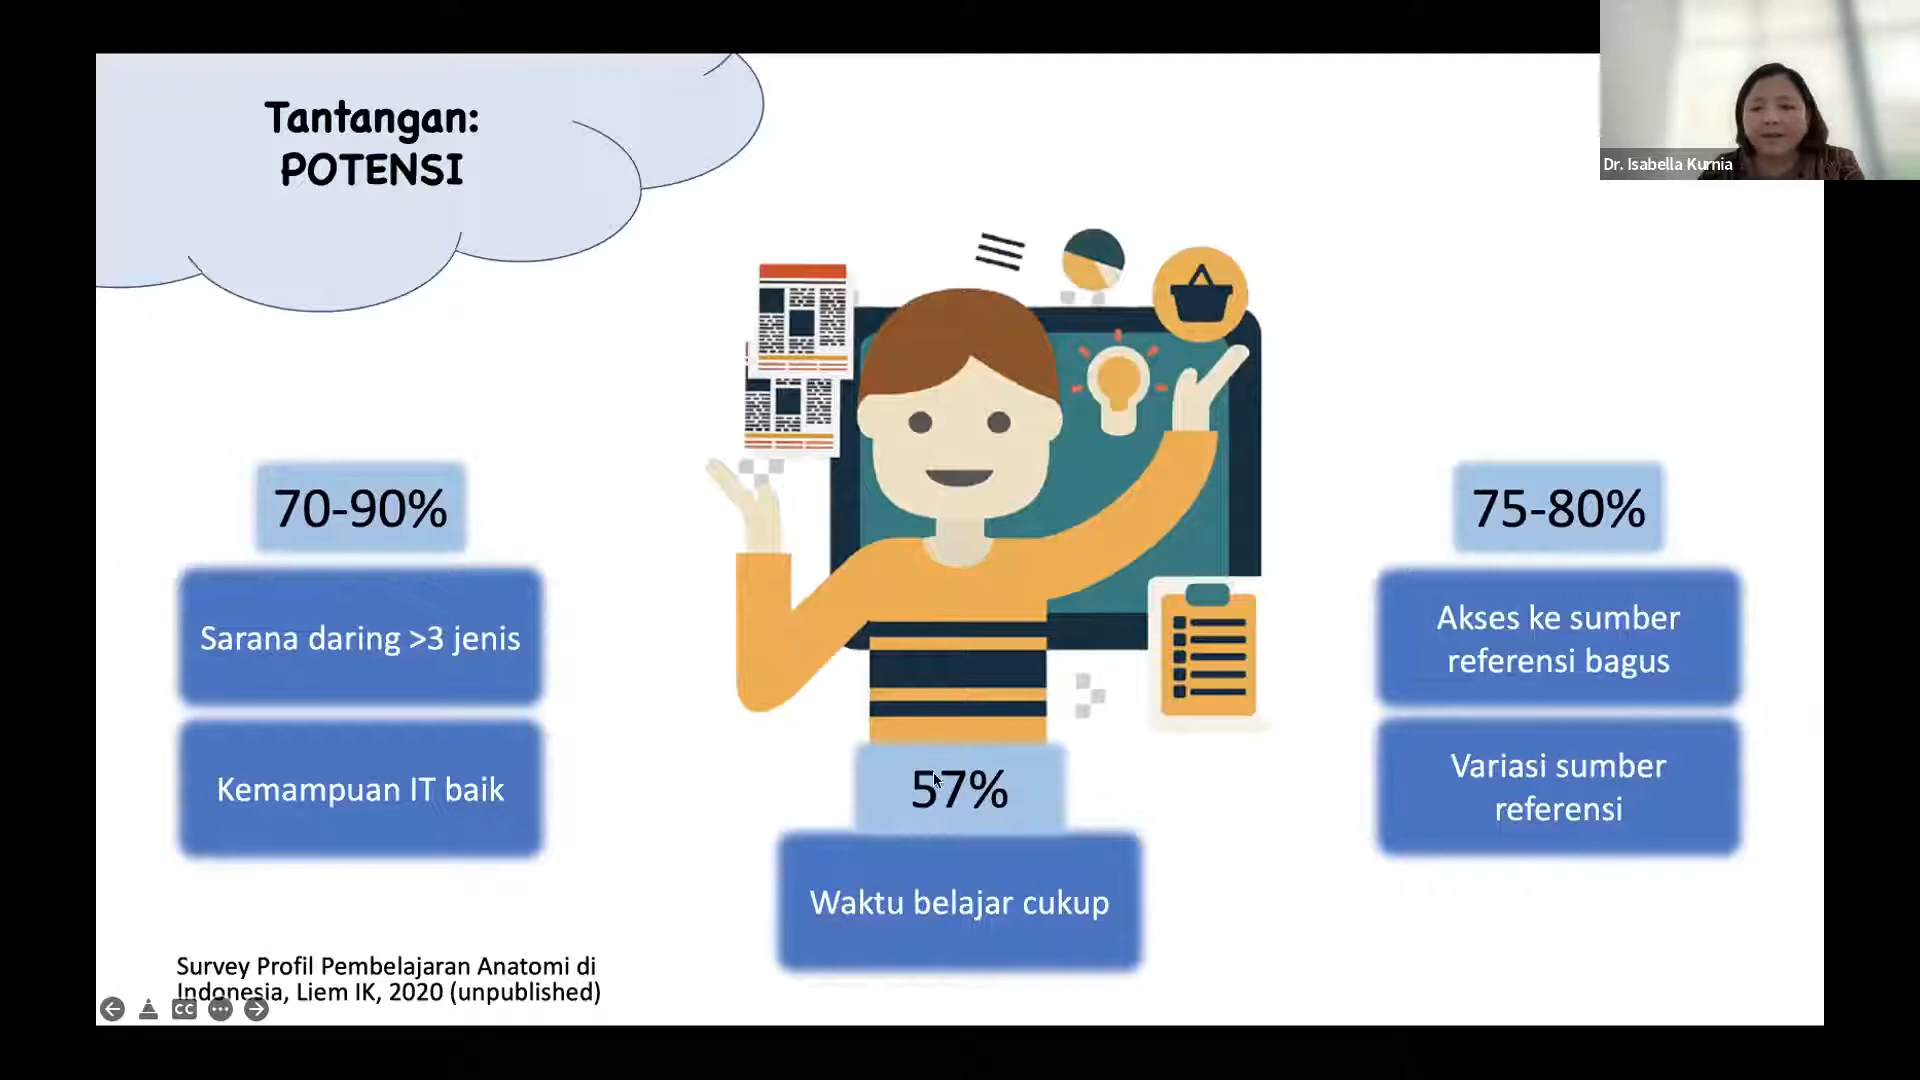 Tantangan:
POTENSI
Dr. Isabella Kurnia
70-90%
Sarana daring >3 jenis
Kemampuan IT baik
57%
Waktu belajar cukup
75-80%
Akses ke sumber
referensi bagus
Variasi sumber
referensi
Survey Profil Pembelajaran Anatomi di
Indonesia, Liem IK, 2020 (unpublished)
CC